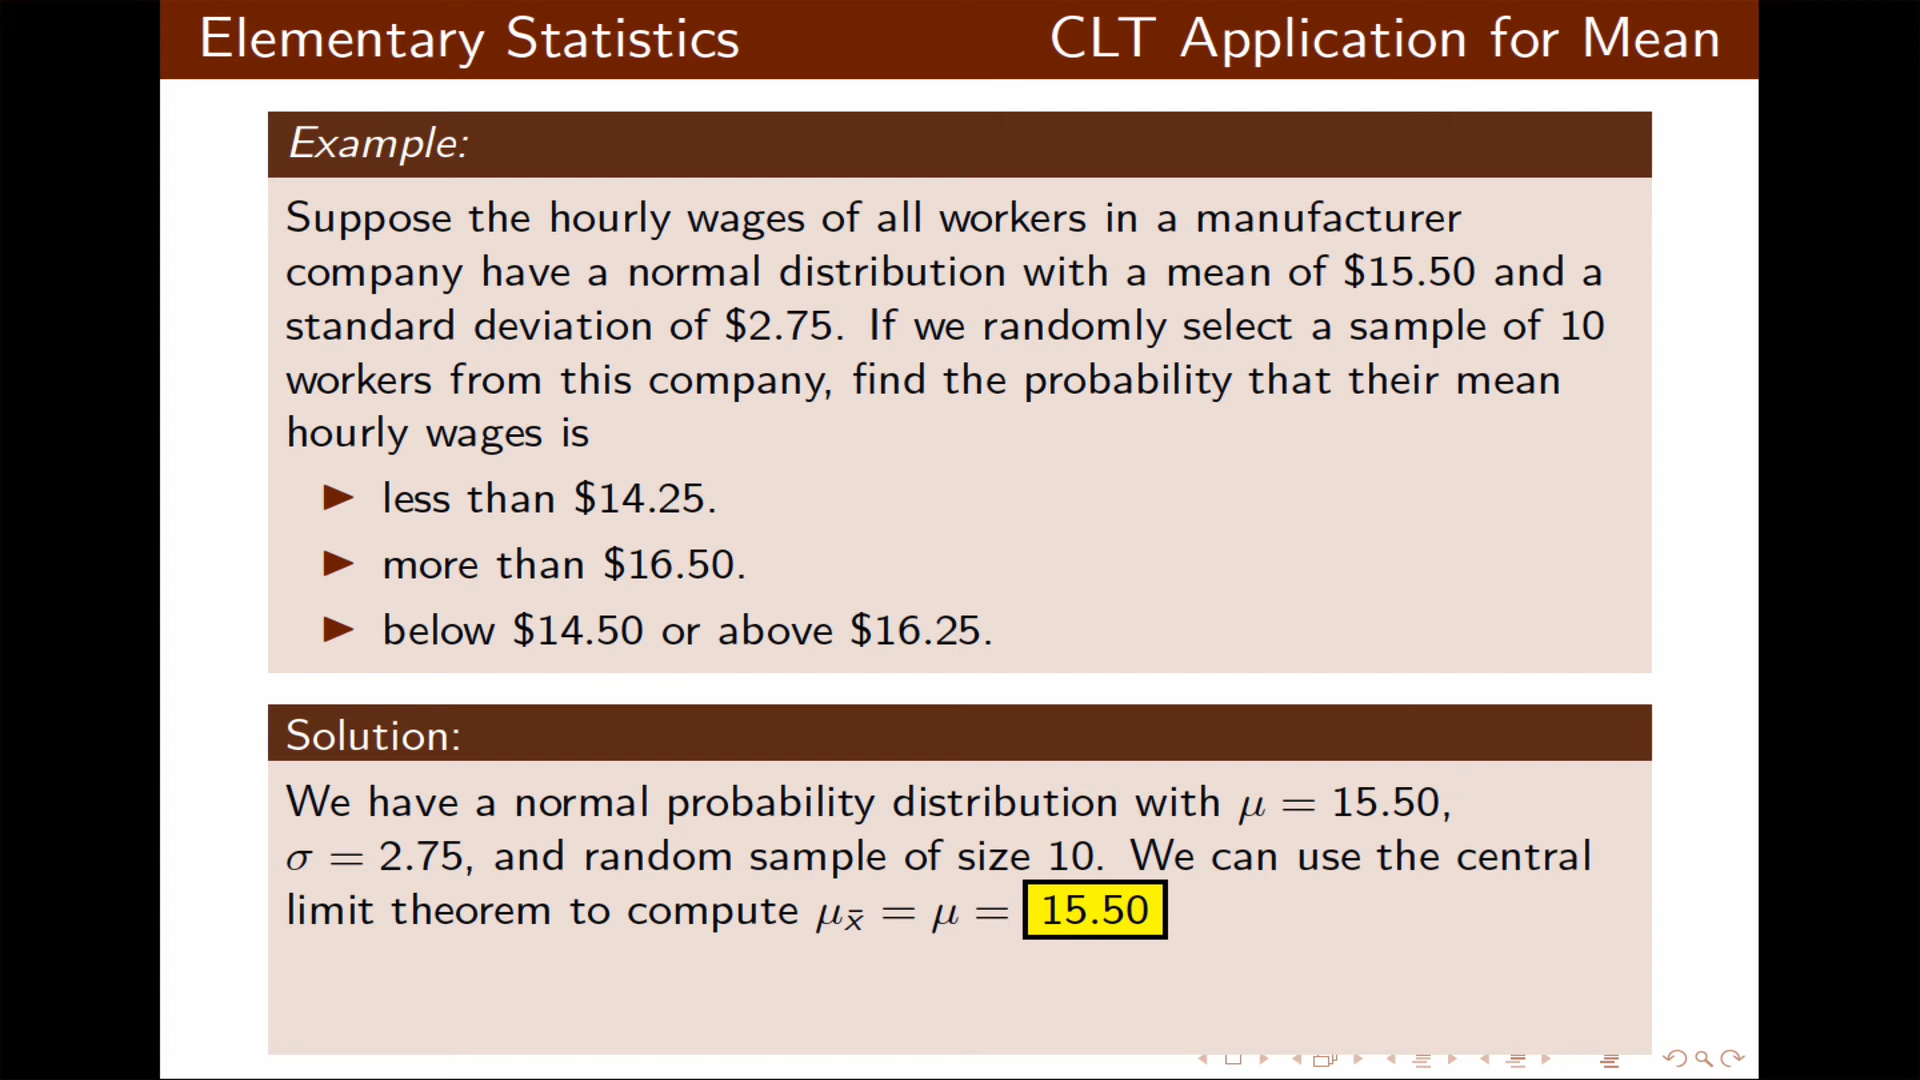 Elementary Statistics CLT Application for Mean
Example:
Suppose the hourly wages of all workers in a manufacturer
company have a normal distribution with a mean of $15.50 and a
standard deviation of $2.75. If we randomly select a sample of 10
workers from this company, find the probability that their mean
hourly wages is
▶ less than $14.25.
▶ more than $16.50.
▶ below $14.50 or above $16.25.
Solution:
We have a normal probability distribution with μ = 15.50,
σ = 2.75, and random sample of size 10. We can use the central
limit theorem to compute μ_x̄ = μ = 15.50